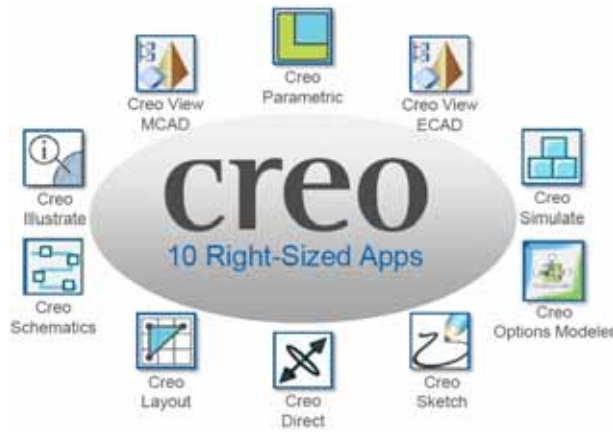 Creo
Parametric
Creo View
MCAD
Creo View
ECAD
creo
10 Right-Sized Apps
Creo
Illustrate
Creo
Simulate
Creo
Schematics
Creo
Options Modeler
Creo
Layout
Creo
Direct
Creo
Sketch